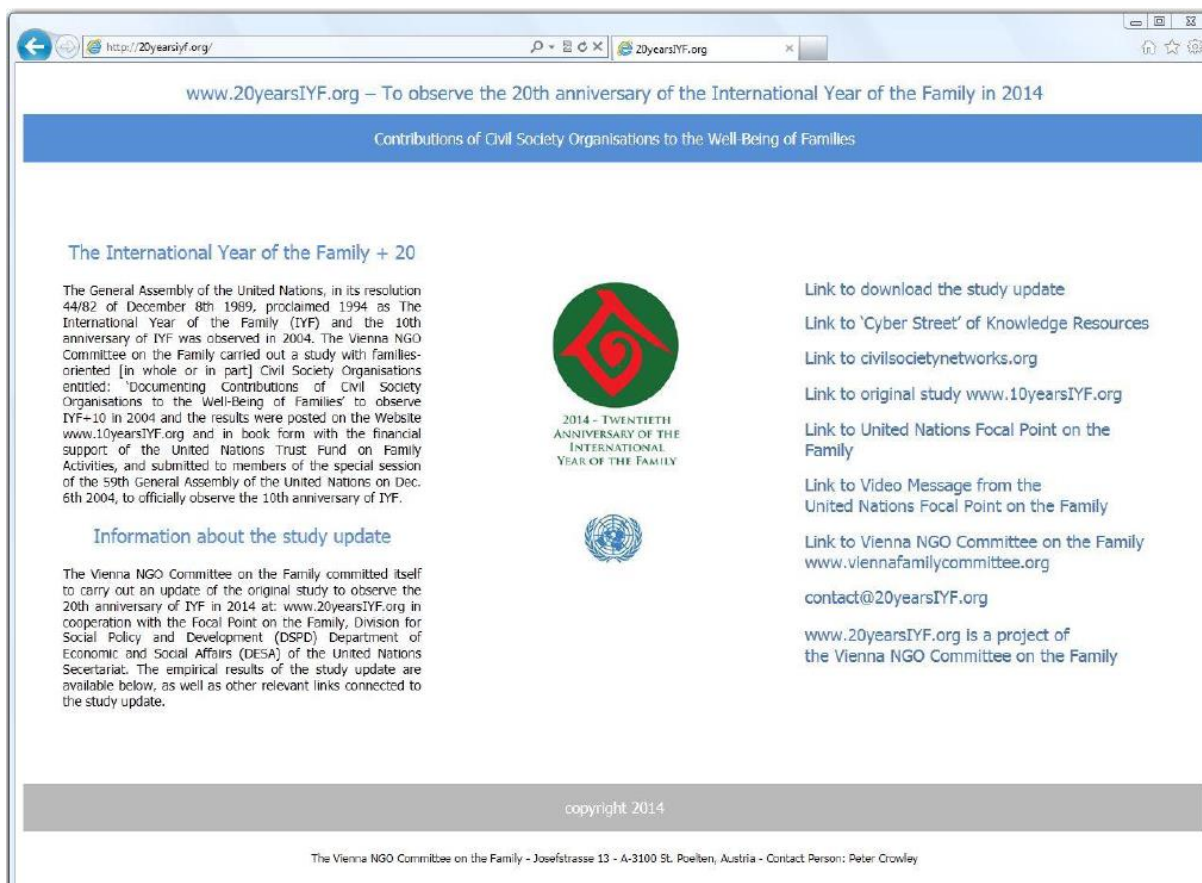 http://20yearsiyf.org/
20yearsIYF.org
www.20yearsIYF.org – To observe the 20th anniversary of the International Year of the Family in 2014
Contributions of Civil Society Organisations to the Well-Being of Families
The International Year of the Family + 20
The General Assembly of the United Nations, in its resolution
44/82 of December 8th 1989, proclaimed 1994 as The
International Year of the Family (IYF) and the 10th
anniversary of IYF was observed in 2004. The Vienna NGO
Committee on the Family carried out a study with families-
oriented [in whole or in part] Civil Society Organisations
entitled: 'Documenting Contributions of Civil Society
Organisations to the Well-Being of Families' to observe
IYF+10 in 2004 and the results were posted on the Website
www.10yearsIYF.org and in book form with the financial
support of the United Nations Trust Fund on Family
Activities, and submitted to members of the special session
of the 59th General Assembly of the United Nations on Dec.
6th 2004, to officially observe the 10th anniversary of IYF.
Information about the study update
The Vienna NGO Committee on the Family committed itself
to carry out an update of the original study to observe the
20th anniversary of IYF in 2014 at: www.20yearsIYF.org in
cooperation with the Focal Point on the Family, Division for
Social Policy and Development (DSPD) Department of
Economic and Social Affairs (DESA) of the United Nations
Secertariat. The empirical results of the study update are
available below, as well as other relevant links connected to
the study update.
2014 - TWENTIETH
ANNIVERSARY OF THE
INTERNATIONAL
YEAR OF THE FAMILY
Link to download the study update
Link to 'Cyber Street' of Knowledge Resources
Link to civilsocietynetworks.org
Link to original study www.10yearsIYF.org
Link to United Nations Focal Point on the
Family
Link to Video Message from the
United Nations Focal Point on the Family
Link to Vienna NGO Committee on the Family
www.viennafamilycommittee.org
contact@20yearsIYF.org
www.20yearsIYF.org is a project of
the Vienna NGO Committee on the Family
copyright 2014
The Vienna NGO Committee on the Family - Josefstrasse 13 - A-3100 St. Poelten, Austria - Contact Person: Peter Crowley